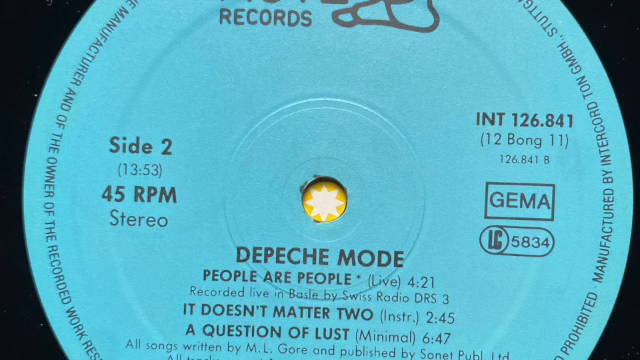 RECORDS
Side 2
(13:53)
45 RPM
Stereo
INT 126.841
(12 Bong 11)
126.841 B
GEMA
LC 5834
DEPECHE MODE
PEOPLE ARE PEOPLE * (Live) 4:21
Recorded live in Basle by Swiss Radio DRS 3
IT DOESN'T MATTER TWO (Instr.) 2:45
A QUESTION OF LUST (Minimal) 6:47
All songs written by M. L. Gore and published by Sonet Publ. Ltd.
MANUFACTURER AND OF THE OWNER OF THE RECORDED WORK
PROHIBITED · MANUFACTURED BY INTERCORD TON GMBH.,